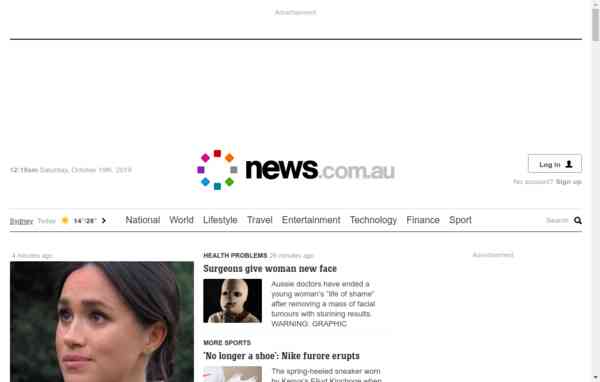 Advertisement
12:15am Saturday, October 19th, 2019
news.com.au
Log in
No account? Sign up
Sydney Today 14°/28°
National World Lifestyle Travel Entertainment Technology Finance Sport
Search
4 minutes ago
HEALTH PROBLEMS 26 minutes ago
Surgeons give woman new face
Aussie doctors have ended a
young woman's "life of shame"
after removing a mass of facial
tumours with stunning results.
WARNING: GRAPHIC
Advertisement
MORE SPORTS
'No longer a shoe': Nike furore erupts
The spring-heeled sneaker worn
by Kenya's Eliud Kipchoge when